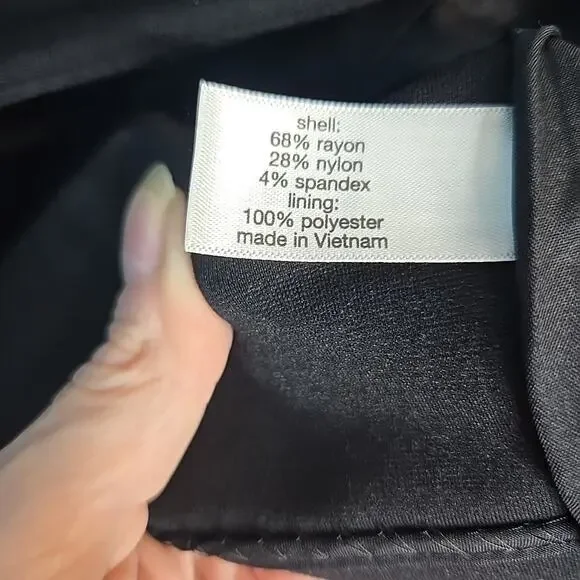 shell:
68% rayon
28% nylon
4% spandex
lining:
100% polyester
made in Vietnam